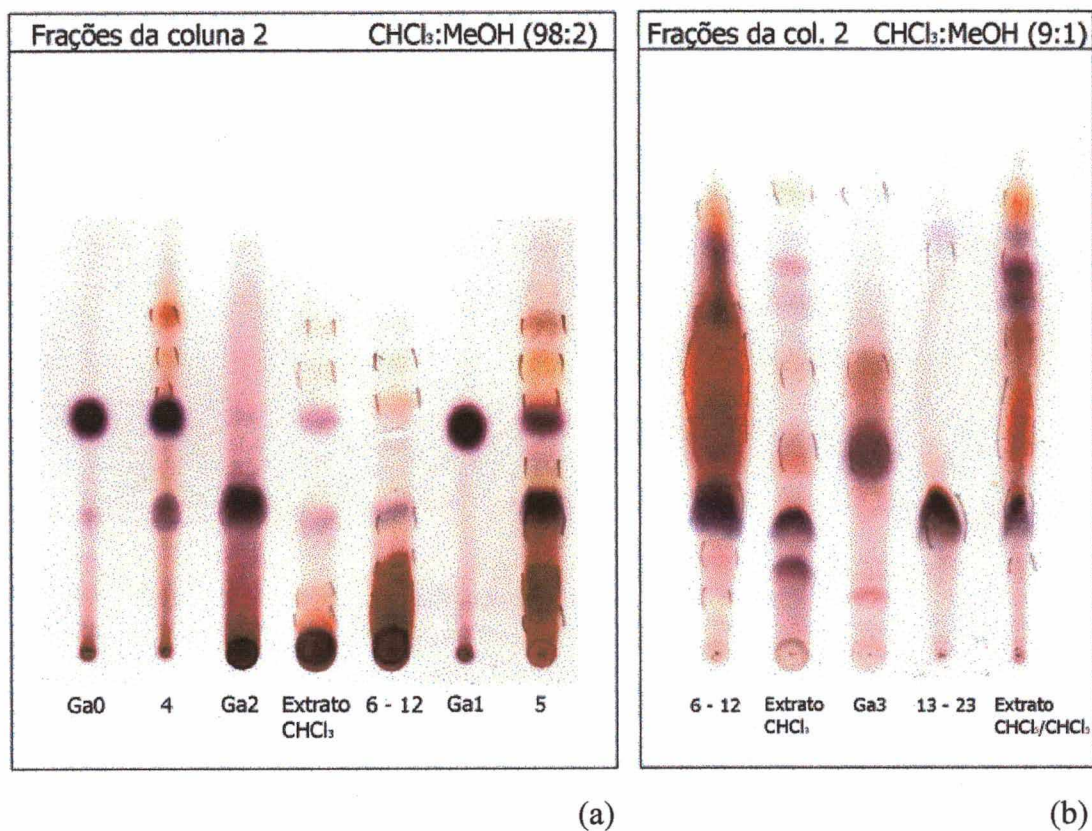 Frações da coluna 2 CHCl₃:MeOH (98:2)
Ga0 4 Ga2 Extrato 6 - 12 Ga1 5
CHCl₃
(a)
Frações da col. 2 CHCl₃:MeOH (9:1)
6 - 12 Extrato Ga3 13 - 23 Extrato
CHCl₃ CHCl₃/CHCl₃
(b)